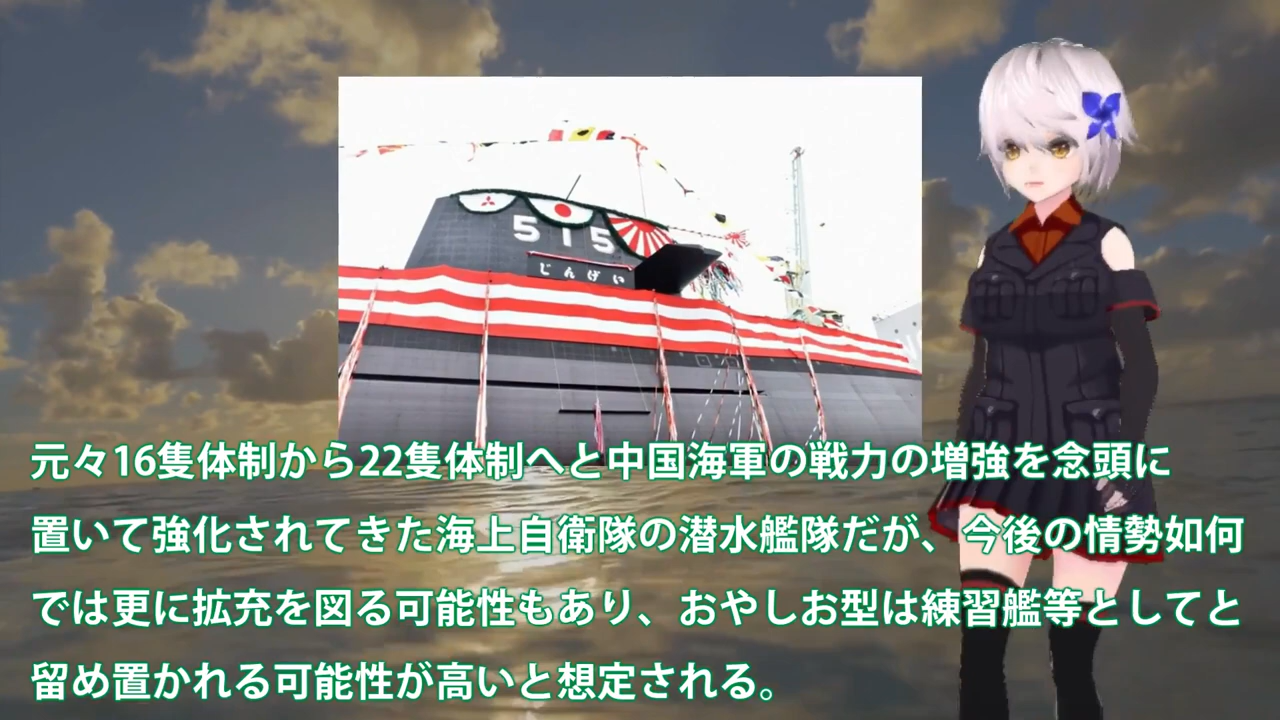 515
じんげい
元々16隻体制から22隻体制へと中国海軍の戦力の増強を念頭に
置いて強化されてきた海上自衛隊の潜水艦隊だが、今後の情勢如何
では更に拡充を図る可能性もあり、おやしお型は練習艦等としてと
留め置かれる可能性が高いと想定される。